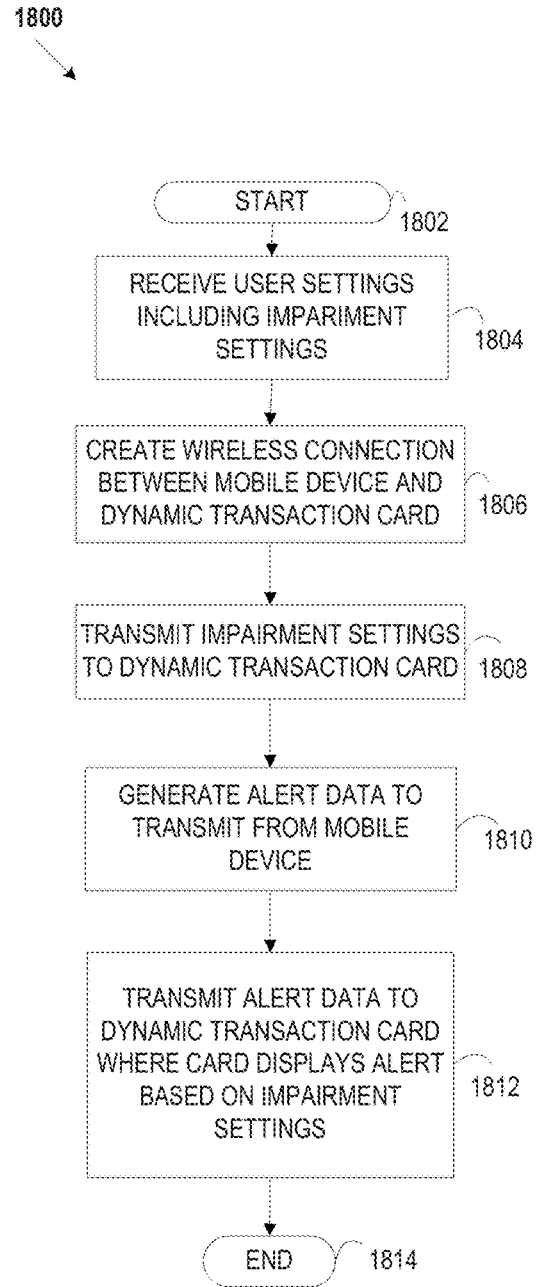 1800
START
1802
RECEIVE USER SETTINGS
INCLUDING IMPARIMENT
SETTINGS
1804
CREATE WIRELESS CONNECTION
BETWEEN MOBILE DEVICE AND
DYNAMIC TRANSACTION CARD
1806
TRANSMIT IMPAIRMENT SETTINGS
TO DYNAMIC TRANSACTION CARD
1808
GENERATE ALERT DATA TO
TRANSMIT FROM MOBILE
DEVICE
1810
TRANSMIT ALERT DATA TO
DYNAMIC TRANSACTION CARD
WHERE CARD DISPLAYS ALERT
BASED ON IMPAIRMENT
SETTINGS
1812
END
1814